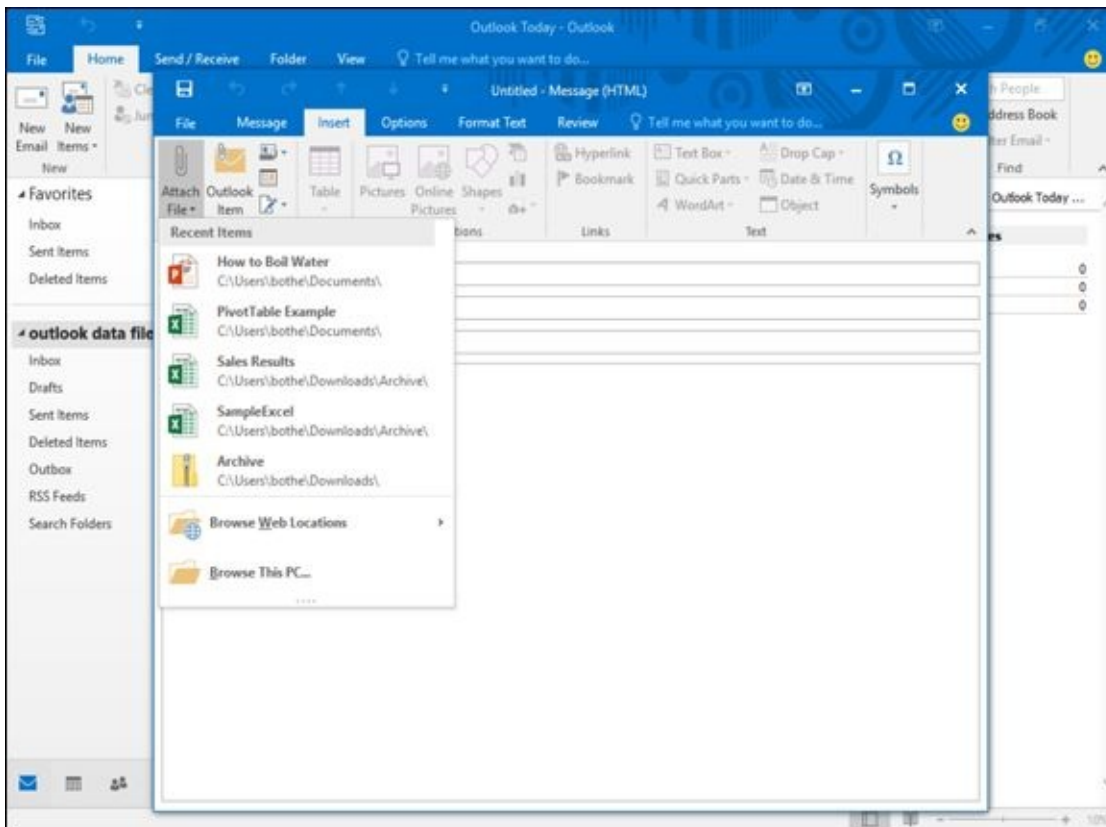 Outlook Today - Outlook
File Home Send / Receive Folder View Tell me what you want to do...
New Email
New Items
New
Favorites
Inbox
Sent Items
Deleted Items
outlook data file
Inbox
Drafts
Sent Items
Deleted Items
Outbox
RSS Feeds
Search Folders
Untitled - Message (HTML)
File Message Insert Options Format Text Review Tell me what you want to do...
Attach File
Outlook Item
Table
Pictures
Online Pictures
Shapes
Hyperlink
Bookmark
Links
Text Box
Quick Parts
WordArt
Drop Cap
Date & Time
Object
Text
Symbols
Recent Items
How to Boil Water
C:\Users\bothe\Documents\
PivotTable Example
C:\Users\bothe\Documents\
Sales Results
C:\Users\bothe\Downloads\Archive\
SampleExcel
C:\Users\bothe\Downloads\Archive\
Archive
C:\Users\bothe\Downloads\
Browse Web Locations
Browse This PC...
People
Address Book
Email
Find
Outlook Today ...
0
0
0